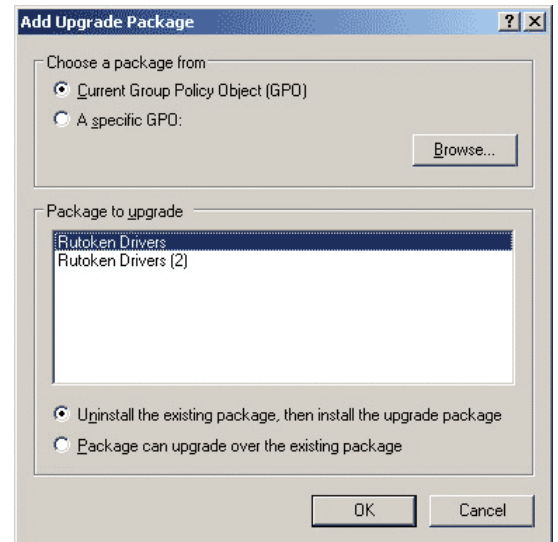 Add Upgrade Package
Choose a package from
Current Group Policy Object (GPO)
A specific GPO:
Browse...
Package to upgrade
Rutoken Drivers
Rutoken Drivers (2)
Uninstall the existing package, then install the upgrade package
Package can upgrade over the existing package
OK Cancel